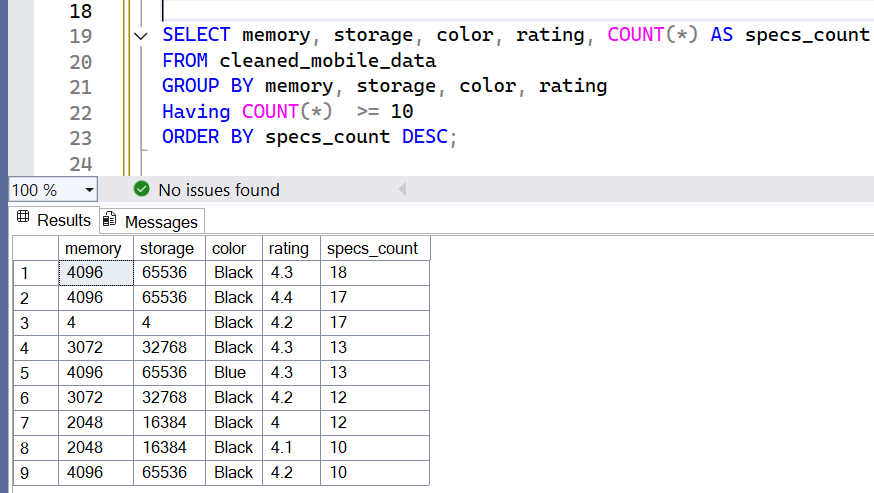 18
19 SELECT memory, storage, color, rating, COUNT(*) AS specs_count
20 FROM cleaned_mobile_data
21 GROUP BY memory, storage, color, rating
22 Having COUNT(*)  >= 10
23 ORDER BY specs_count DESC;
24
100 % No issues found
Results Messages
memory storage color rating specs_count
1 4096 65536 Black 4.3 18
2 4096 65536 Black 4.4 17
3 4 4 Black 4.2 17
4 3072 32768 Black 4.3 13
5 4096 65536 Blue 4.3 13
6 3072 32768 Black 4.2 12
7 2048 16384 Black 4 12
8 2048 16384 Black 4.1 10
9 4096 65536 Black 4.2 10